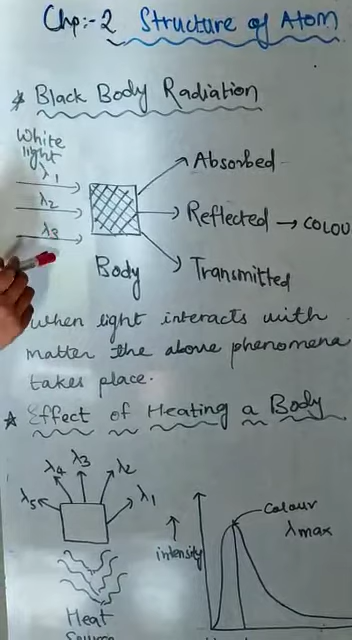 Chp:- 2 Structure of Atom
* Black Body Radiation
White
light
λ1
λ2
λ3
Body
Absorbed
Reflected → COLOU
Transmitted
When light interacts with
matter the above phenomena
takes place.
* Effect of Heating a Body
λ5 λ4 λ3 λ2 λ1
Heat
intensity
Colour
λmax